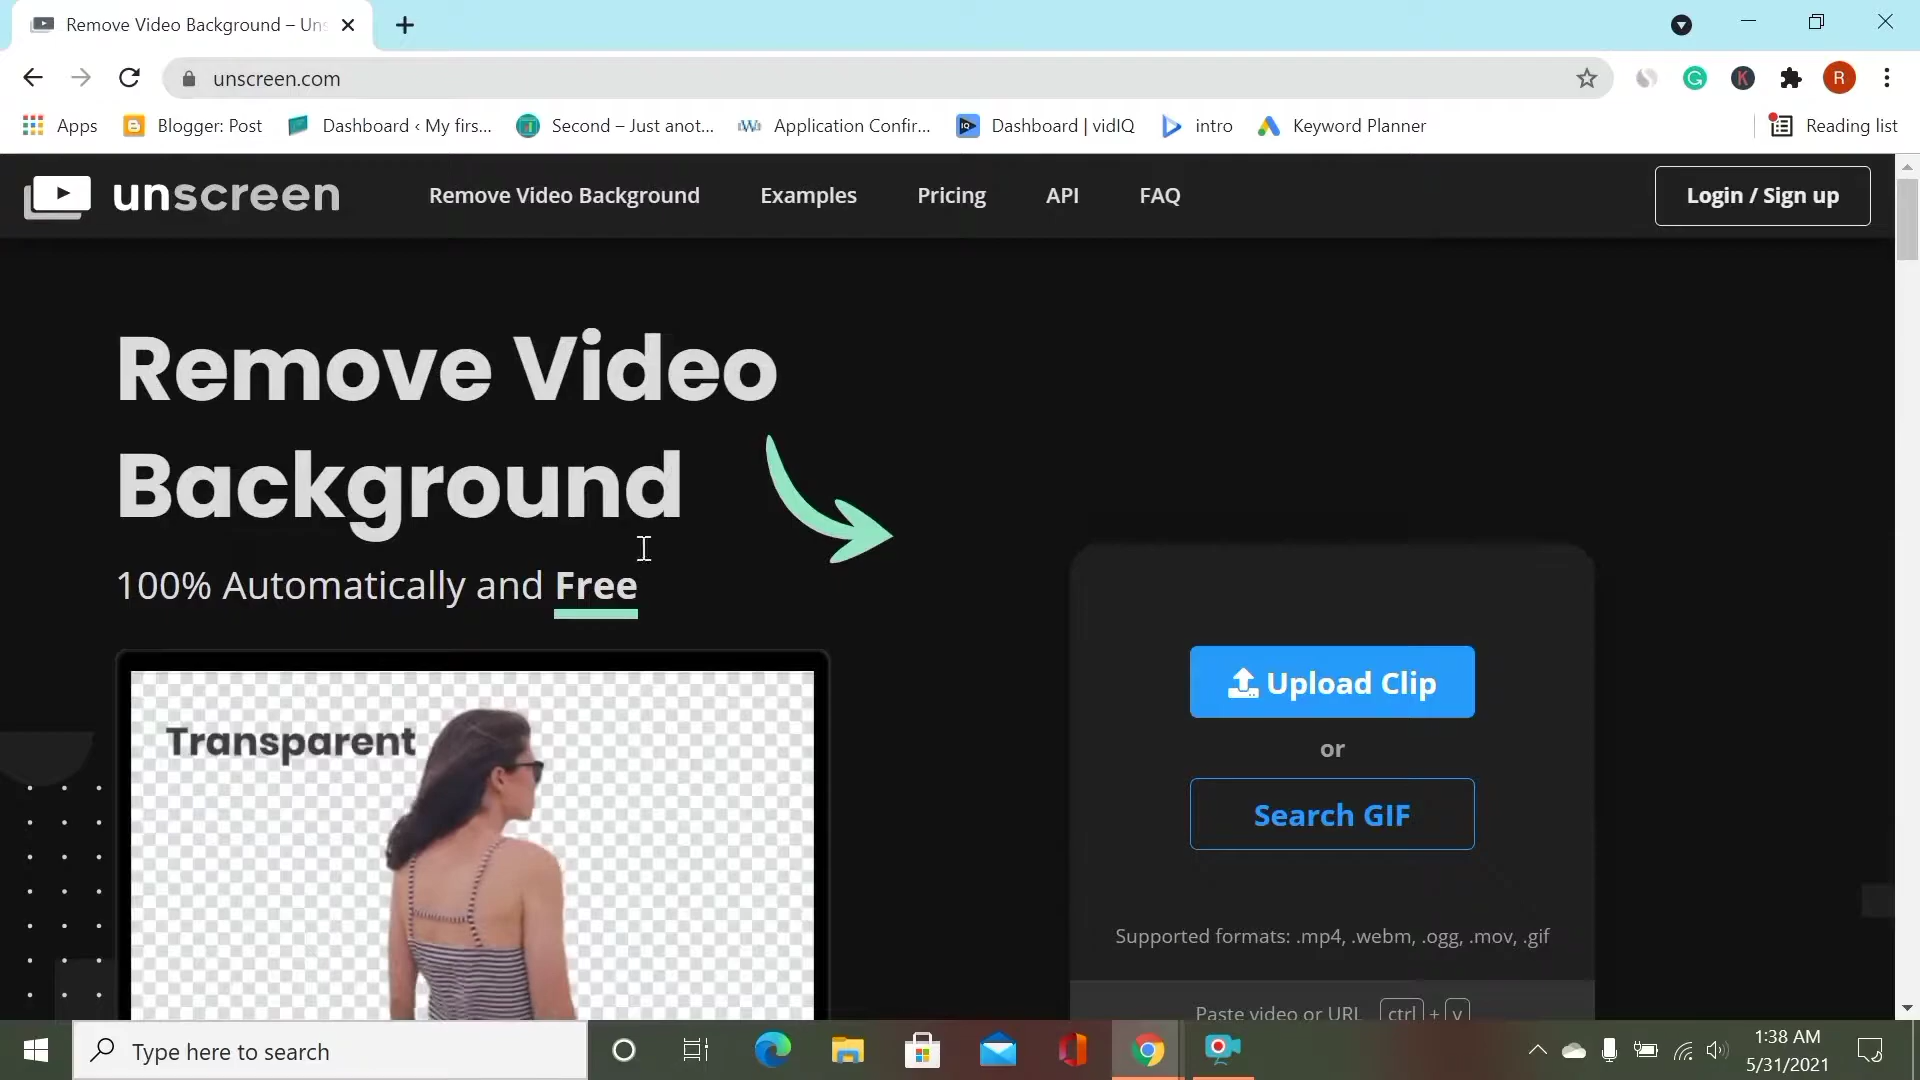 Remove Video Background – Uns
unscreen.com
R
Apps
Blogger: Post
Dashboard ‹ My firs...
Second – Just anot...
Application Confir...
Dashboard | vidIQ
intro
Keyword Planner
Reading list
unscreen
Remove Video Background
Examples
Pricing
API
FAQ
Login / Sign up
Remove Video
Background
100% Automatically and Free
Transparent
Upload Clip
or
Search GIF
Supported formats: .mp4, .webm, .ogg, .mov, .gif
Paste video or URL ctrl + v
Type here to search
1:38 AM
5/31/2021